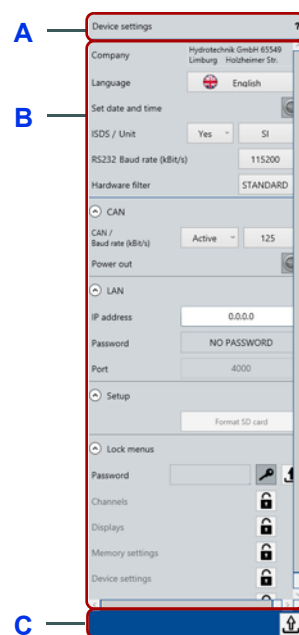 A
Device settings ?
B
Company Hydrotechnik GmbH 65549
Limburg Holzheimer Str.
Language English
Set date and time
ISDS / Unit Yes SI
RS232 Baud rate (kBit/s) 115200
Hardware filter STANDARD
CAN
CAN /
Baud rate (kBit/s) Active 125
Power out
LAN
IP address 0.0.0.0
Password NO PASSWORD
Port 4000
Setup
Format SD card
Lock menus
Password
Channels
Displays
Memory settings
Device settings
C